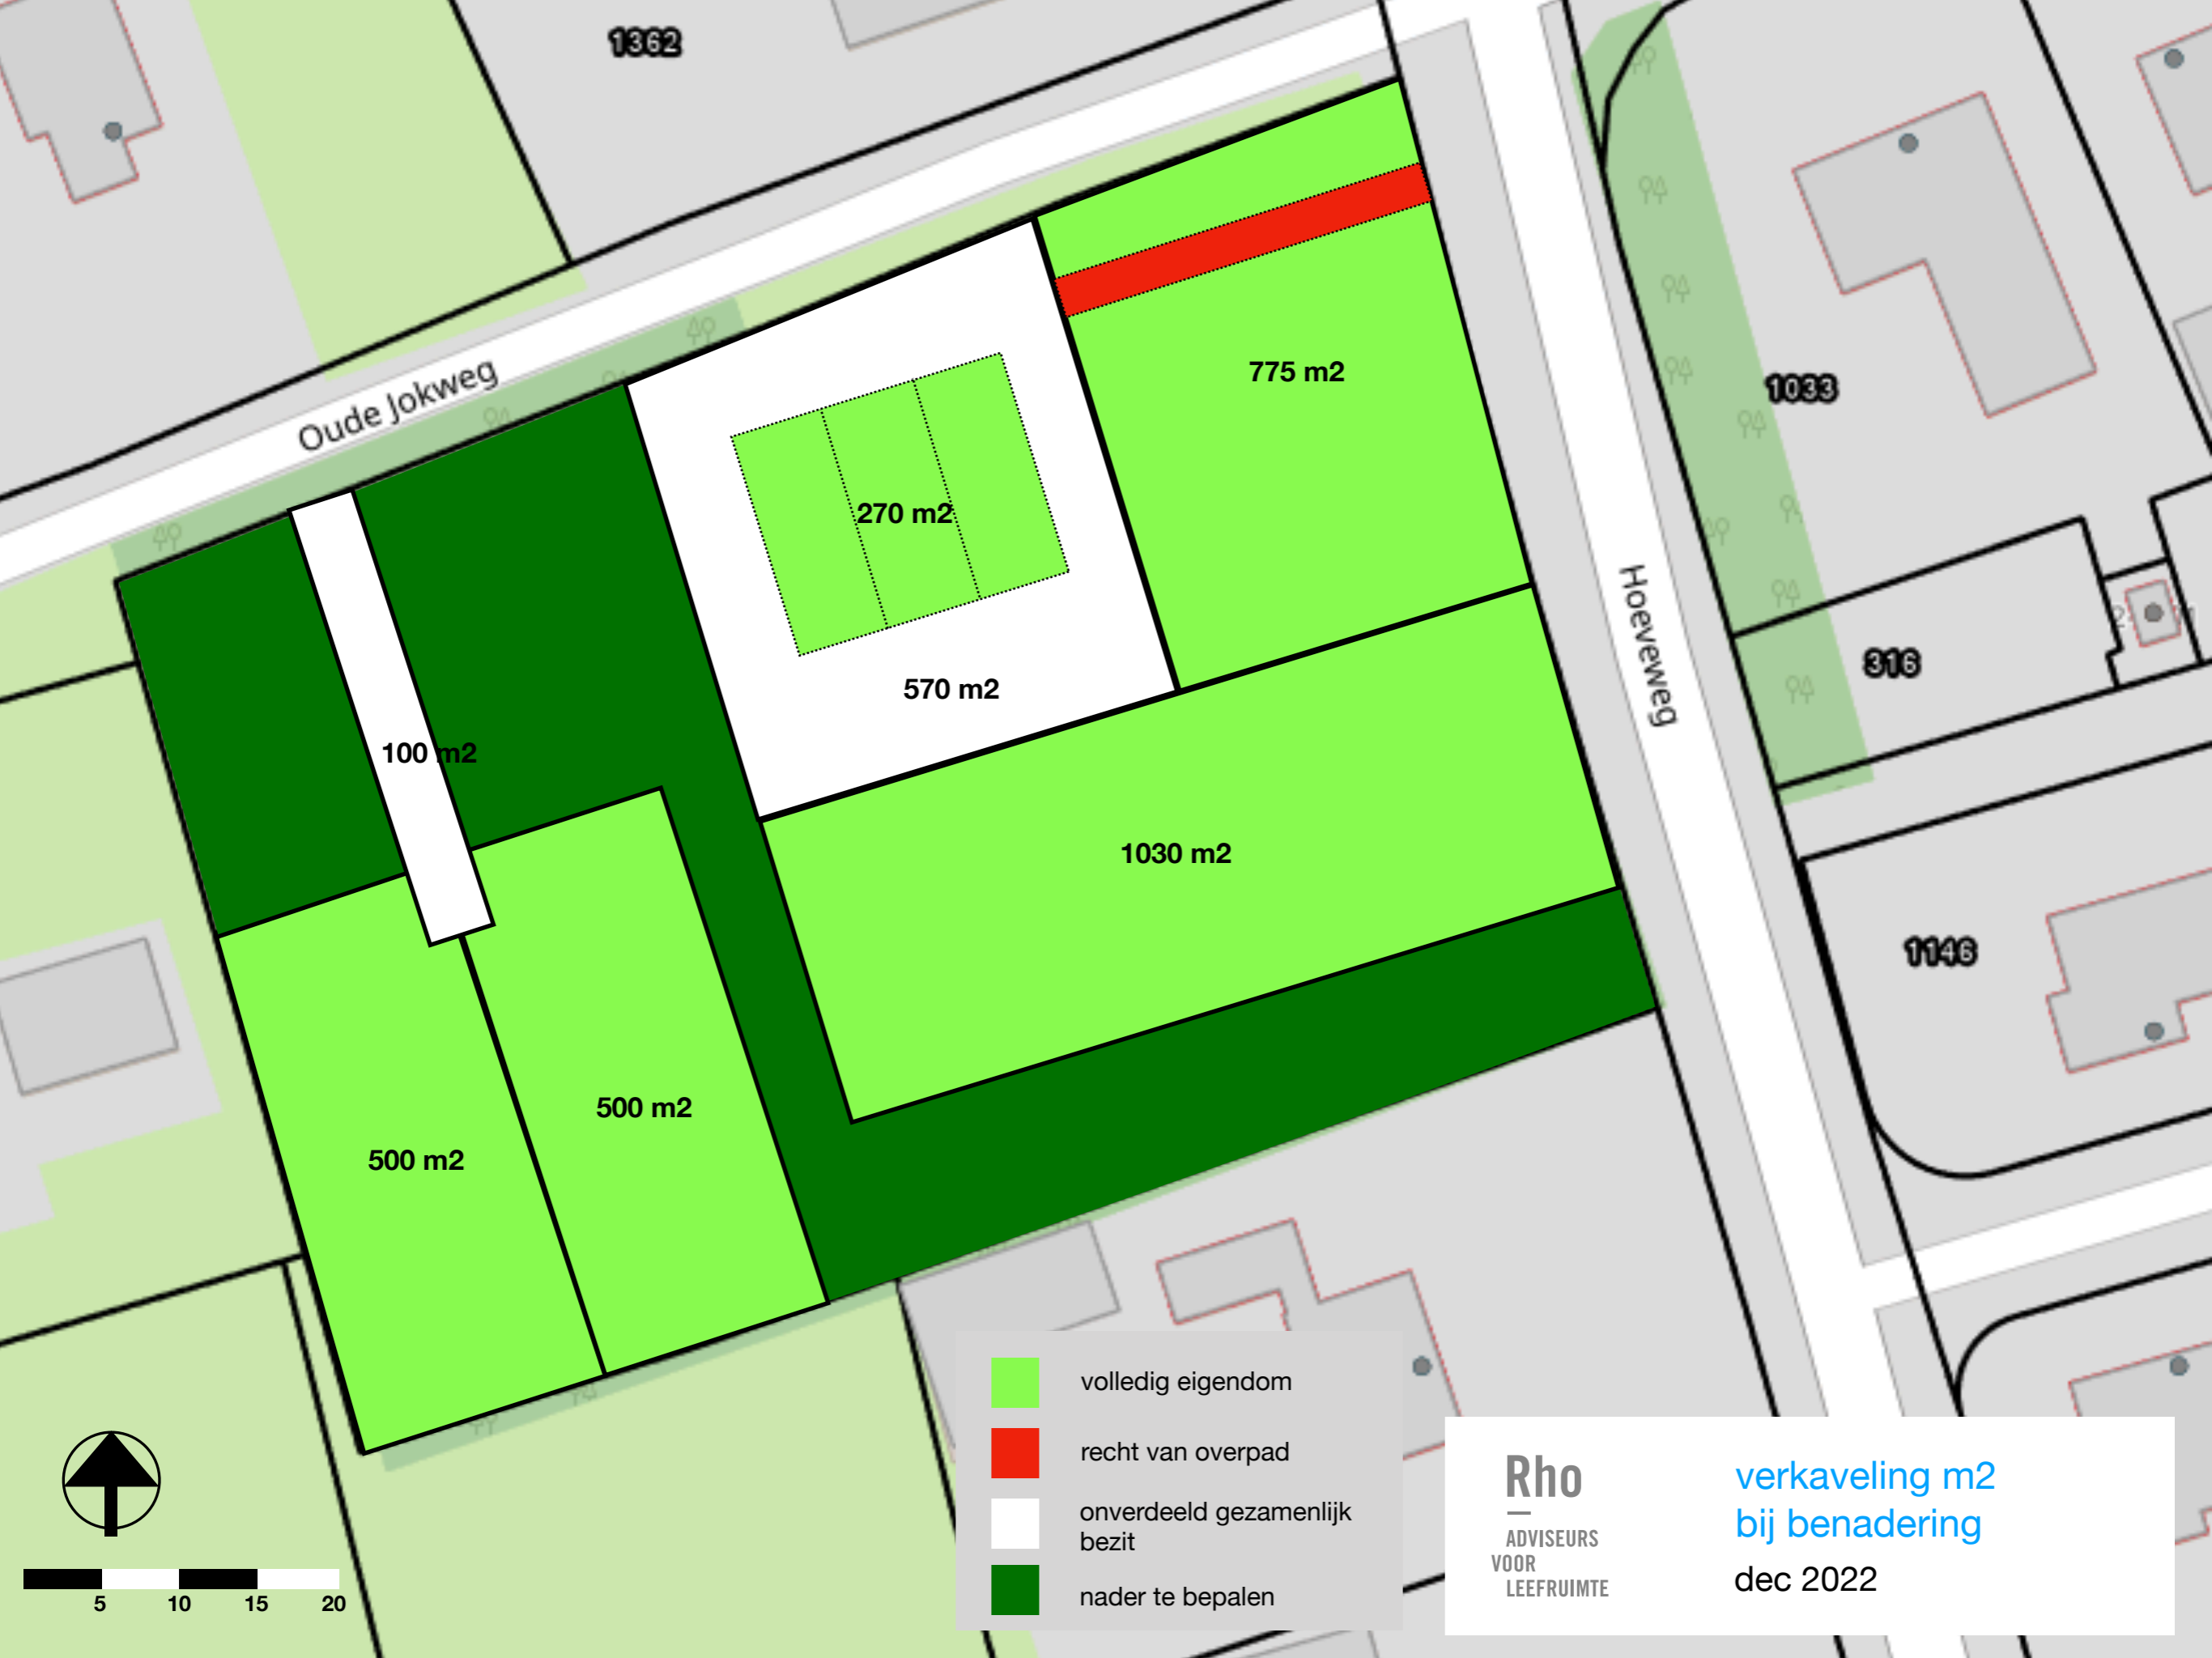 1362
Oude Jokweg
775 m2
1033
270 m2
Hoeveweg
316
570 m2
100 m2
1030 m2
1146
500 m2
500 m2
volledig eigendom
recht van overpad
onverdeeld gezamenlijk
bezit
nader te bepalen
5 10 15 20
Rho
ADVISEURS
VOOR
LEEFRUIMTE
verkaveling m2
bij benadering
dec 2022